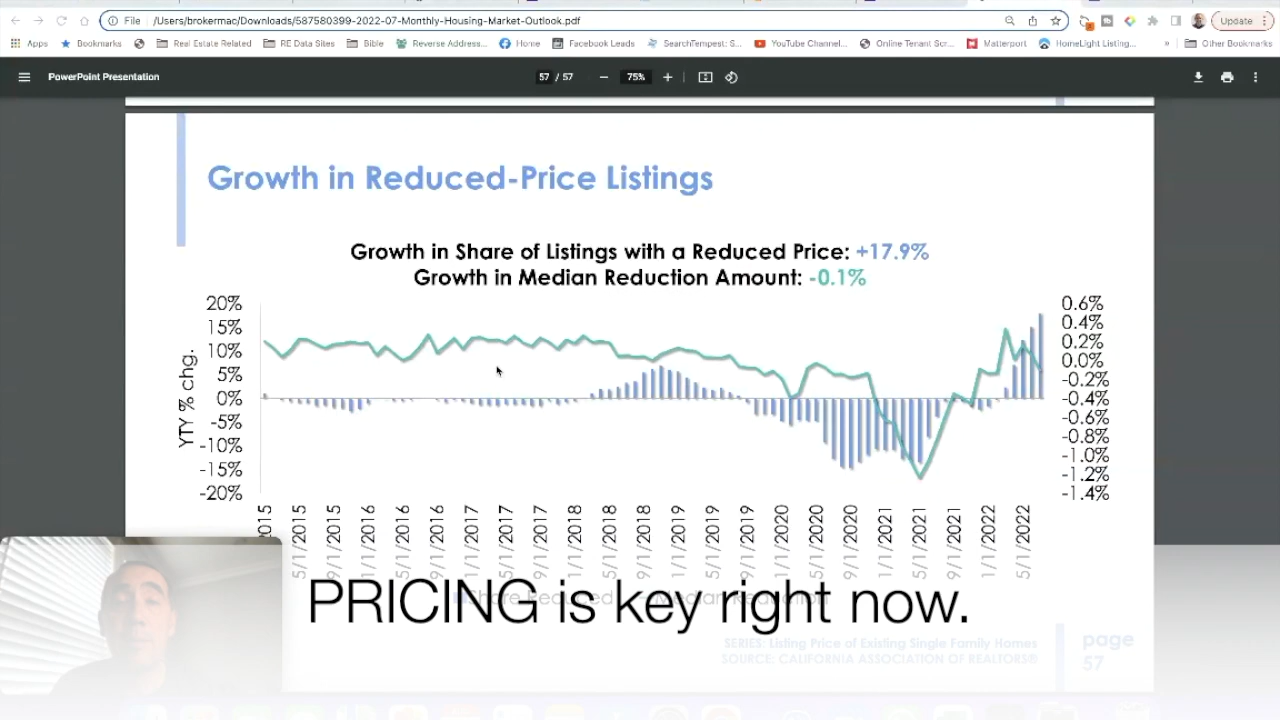 File
/Users/brokermac/Downloads/587580399-2022-07-Monthly-Housing-Market-Outlook.pdf
Update
Apps Bookmarks Real Estate Related RE Data Sites Bible Reverse Address... Home Facebook Leads SearchTempest: S... YouTube Channel... Online Tenant Scr... Matterport HomeLight Listing... » Other Bookmarks
PowerPoint Presentation
57 / 57
75%
Growth in Reduced-Price Listings
Growth in Share of Listings with a Reduced Price: +17.9%
Growth in Median Reduction Amount: -0.1%
YTY % chg.
20%
15%
10%
5%
0%
-5%
-10%
-15%
-20%
0.6%
0.4%
0.2%
0.0%
-0.2%
-0.4%
-0.6%
-0.8%
-1.0%
-1.2%
-1.4%
2015
5/1/2015
9/1/2015
1/1/2016
5/1/2016
9/1/2016
1/1/2017
5/1/2017
9/1/2017
1/1/2018
5/1/2018
9/1/2018
1/1/2019
5/1/2019
9/1/2019
1/1/2020
5/1/2020
9/1/2020
1/1/2021
5/1/2021
9/1/2021
1/1/2022
5/1/2022
Share Reduced
Median Reduction
PRICING is key right now.
SERIES: Listing Price of Existing Single Family Homes
SOURCE: CALIFORNIA ASSOCIATION OF REALTORS®
page
57